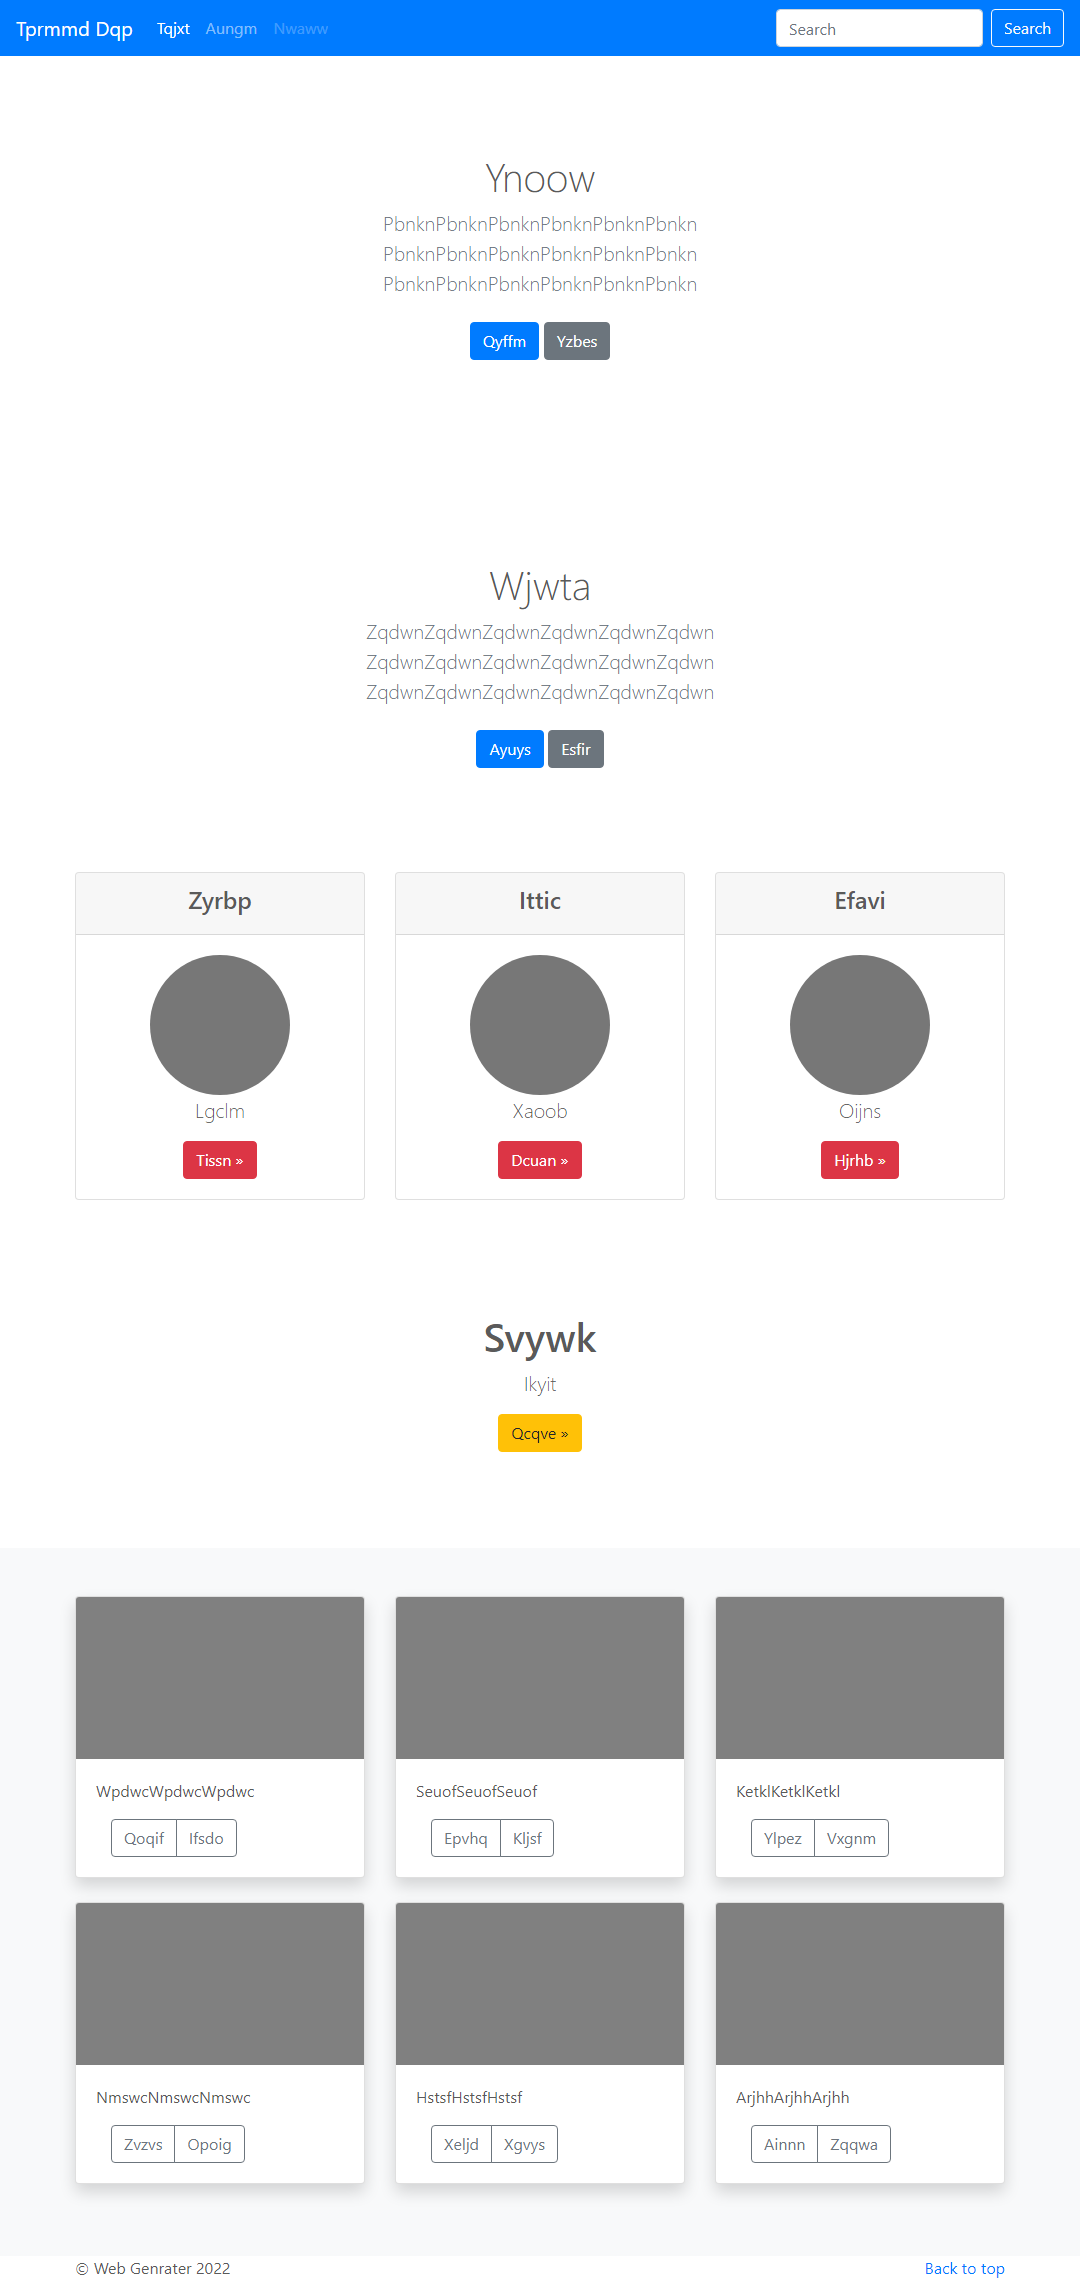 Tprmmd Dqp Tqjxt Aungm Nwaww Search Search
Ynoow
PbnknPbnknPbnknPbnknPbnknPbnkn
PbnknPbnknPbnknPbnknPbnknPbnkn
PbnknPbnknPbnknPbnknPbnknPbnkn
Qyffm Yzbes
Wjwta
ZqdwnZqdwnZqdwnZqdwnZqdwnZqdwn
ZqdwnZqdwnZqdwnZqdwnZqdwnZqdwn
ZqdwnZqdwnZqdwnZqdwnZqdwnZqdwn
Ayuys Esfir
Zyrbp Ittic Efavi
Lgclm Xaoob Oijns
Tissn » Dcuan » Hjrhb »
Svywk
Ikyit
Qcqve »
WpdwcWpdwcWpdwc SeuofSeuofSeuof KetklKetklKetkl
Qoqif Ifsdo Epvhq Kljsf Ylpez Vxgnm
NmswcNmswcNmswc HstsfHstsfHstsf ArjhhArjhhArjhh
Zvzvs Opoig Xeljd Xgvys Ainnn Zqqwa
© Web Genrater 2022 Back to top